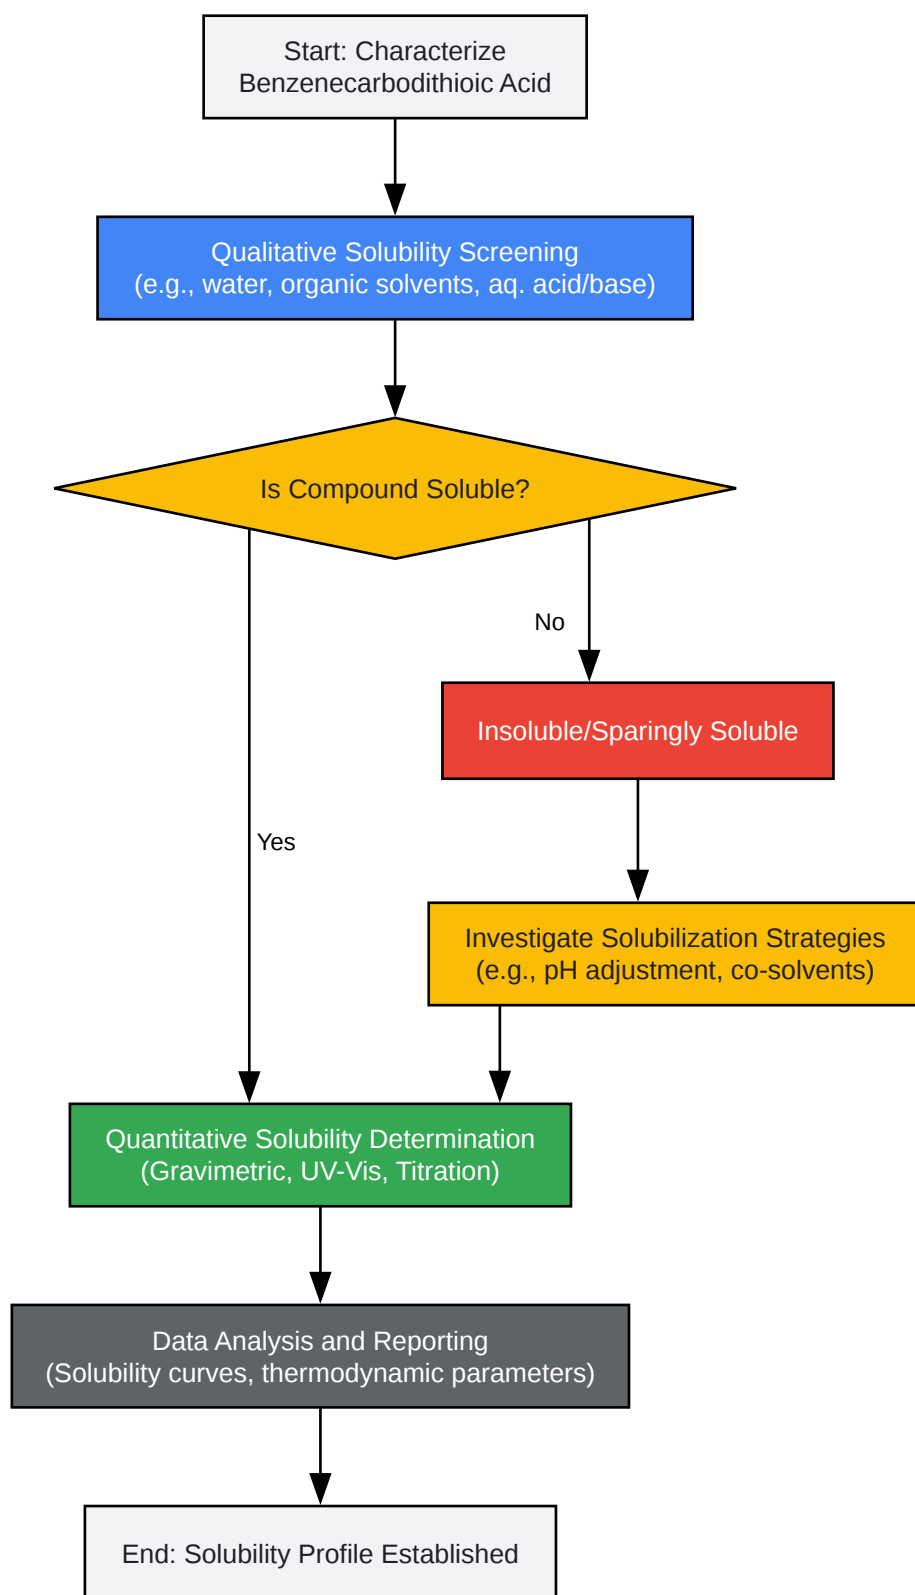 Start: Characterize
Benzenecarbodithioic Acid
Qualitative Solubility Screening
(e.g., water, organic solvents, aq. acid/base)
Is Compound Soluble?
No
Insoluble/Sparingly Soluble
Yes
Investigate Solubilization Strategies
(e.g., pH adjustment, co-solvents)
Quantitative Solubility Determination
(Gravimetric, UV-Vis, Titration)
Data Analysis and Reporting
(Solubility curves, thermodynamic parameters)
End: Solubility Profile Established